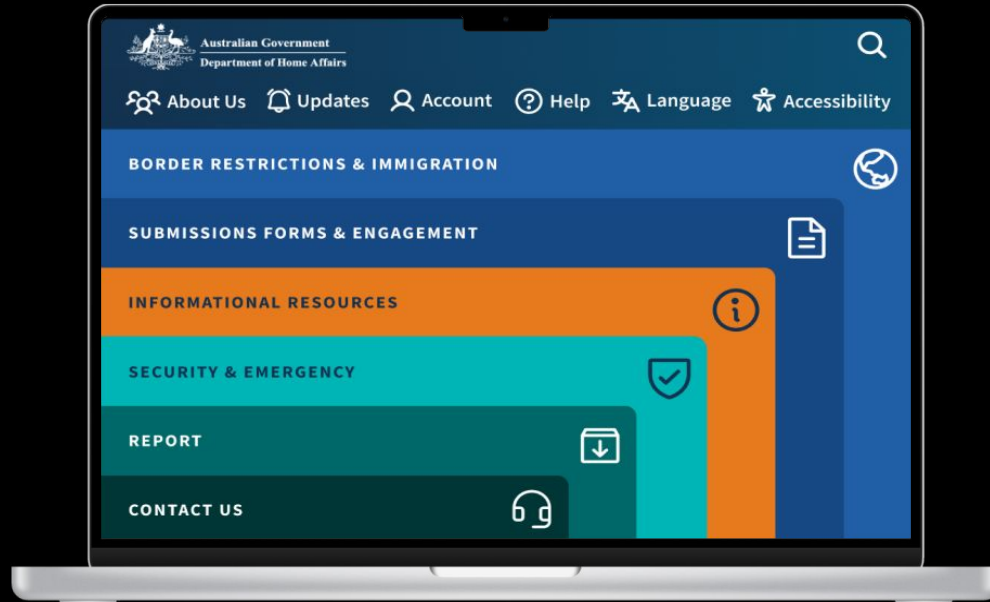 Australian Government
Department of Home Affairs
About Us Updates Account Help Language Accessibility
BORDER RESTRICTIONS & IMMIGRATION
SUBMISSIONS FORMS & ENGAGEMENT
INFORMATIONAL RESOURCES
SECURITY & EMERGENCY
REPORT
CONTACT US